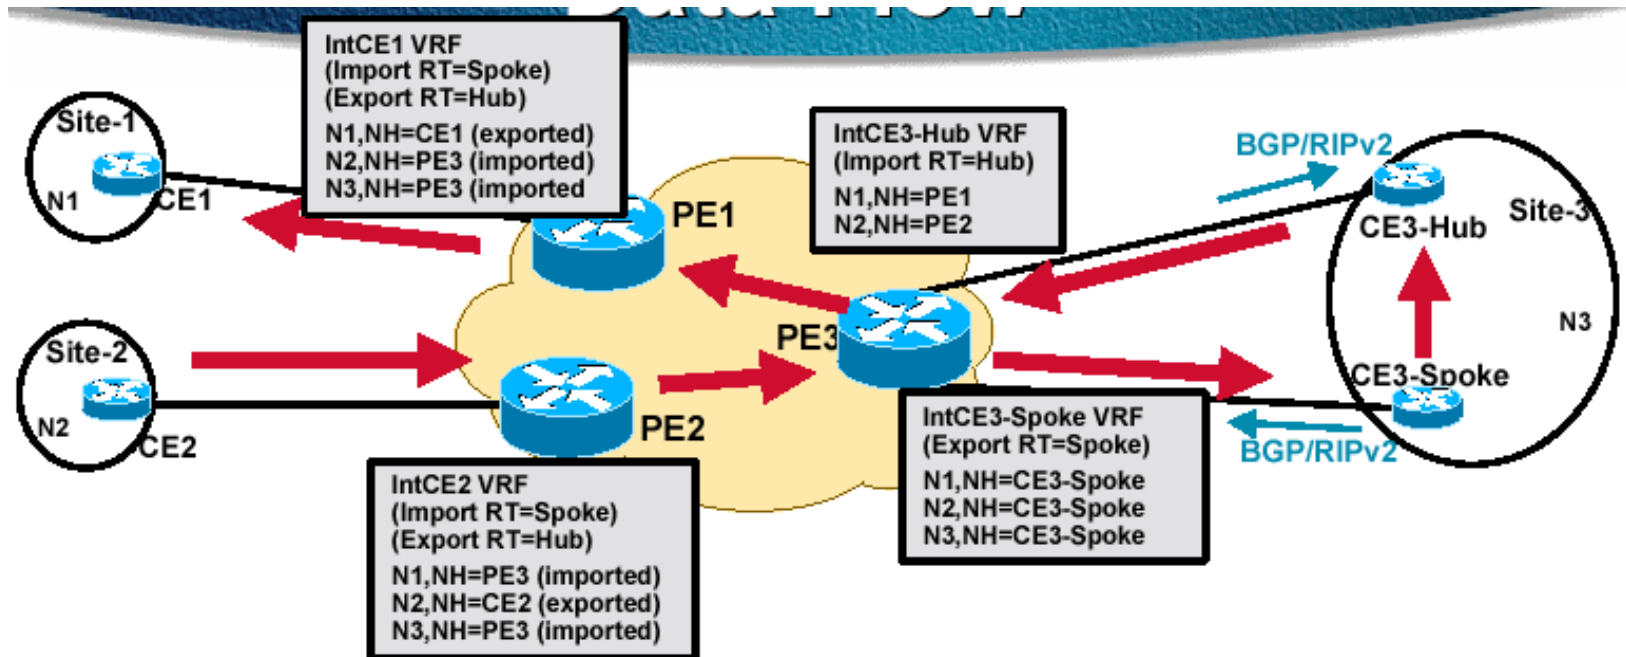 Data Flow
IntCE1 VRF
(Import RT=Spoke)
(Export RT=Hub)
N1,NH=CE1 (exported)
N2,NH=PE3 (imported)
N3,NH=PE3 (imported
Site-1
N1
CE1
PE1
IntCE3-Hub VRF
(Import RT=Hub)
N1,NH=PE1
N2,NH=PE2
BGP/RIPv2
CE3-Hub
Site-3
N3
PE3
Site-2
N2
CE2
PE2
CE3-Spoke
BGP/RIPv2
IntCE3-Spoke VRF
(Export RT=Spoke)
N1,NH=CE3-Spoke
N2,NH=CE3-Spoke
N3,NH=CE3-Spoke
IntCE2 VRF
(Import RT=Spoke)
(Export RT=Hub)
N1,NH=PE3 (imported)
N2,NH=CE2 (exported)
N3,NH=PE3 (imported)